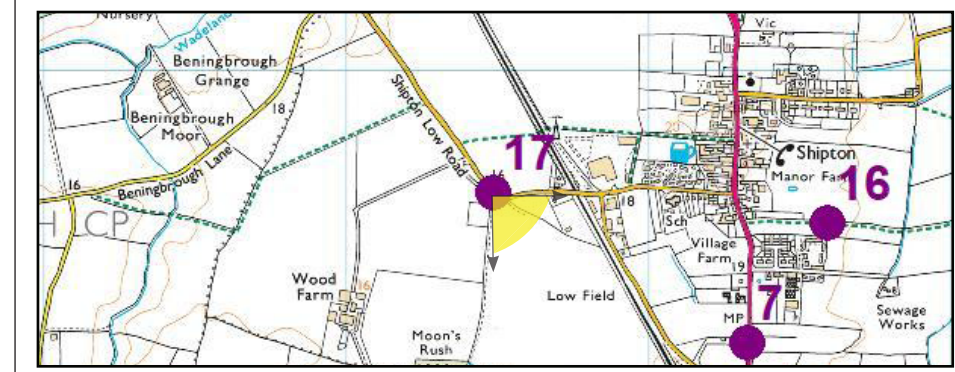 Nursery
Wadeland
Vic
Beningbrough
Grange
18
Shipton Low Road
Beningbrough
Moor
17
Shipton
Manor Farm
16
16
Beningbrough Lane
18
H CP
Sch
Village
Farm
Wood
Farm
16
19
7
Low Field
MP
Sewage
Works
Moon's
Rush